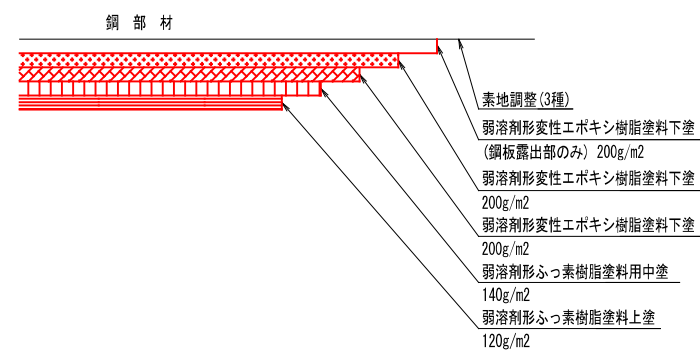 鋼 部 材
素地調整(3種)
弱溶剤形変性エポキシ樹脂塗料下塗
(鋼板露出部のみ) 200g/m2
弱溶剤形変性エポキシ樹脂塗料下塗
200g/m2
弱溶剤形変性エポキシ樹脂塗料下塗
200g/m2
弱溶剤形ふっ素樹脂塗料用中塗
140g/m2
弱溶剤形ふっ素樹脂塗料上塗
120g/m2